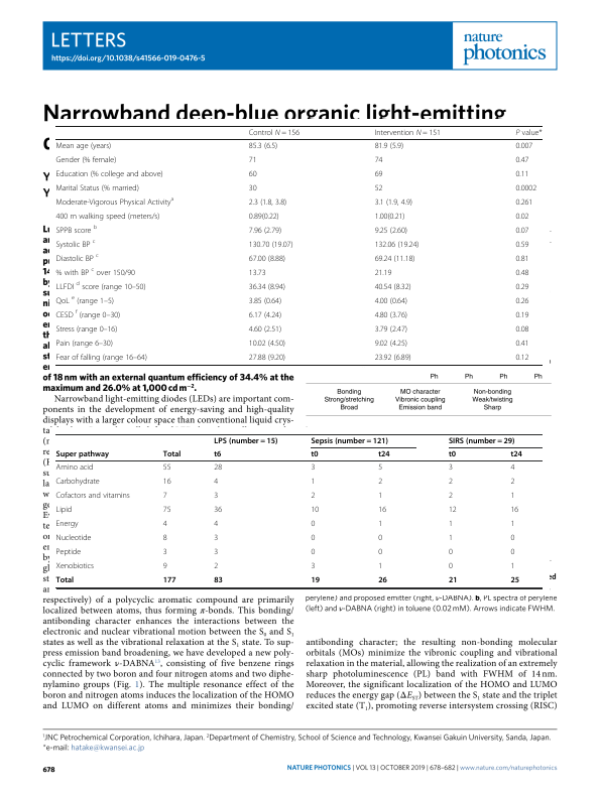 LETTERS
https://doi.org/10.1038/s41566-019-0476-5
nature
photonics
Narrowband deep-blue organic light-emitting
Control N = 156 Intervention N = 151 P value*
Mean age (years) 85.3 (6.5) 81.9 (5.9) 0.007
Gender (% female) 71 74 0.47
Education (% college and above) 60 69 0.11
Marital Status (% married) 30 52 0.0002
Moderate-Vigorous Physical Activity a 2.3 (1.8, 3.8) 3.1 (1.9, 4.9) 0.261
400 m walking speed (meters/s) 0.89(0.22) 1.00(0.21) 0.02
SPPB score b 7.96 (2.79) 9.25 (2.60) 0.07
Systolic BP c 130.70 (19.07) 132.06 (19.24) 0.59
Diastolic BP c 67.00 (8.88) 69.24 (11.18) 0.81
% with BP c over 150/90 13.73 21.19 0.48
LLFDI d score (range 10–50) 36.34 (8.94) 40.54 (8.32) 0.29
QoL e (range 1–5) 3.85 (0.64) 4.00 (0.64) 0.26
CESD f (range 0–30) 6.17 (4.24) 4.80 (3.76) 0.19
Stress (range 0–16) 4.60 (2.51) 3.79 (2.47) 0.08
Pain (range 6–30) 10.02 (4.50) 9.02 (4.25) 0.41
Fear of falling (range 16–64) 27.88 (9.20) 23.92 (6.89) 0.12
of 18 nm with an external quantum efficiency of 34.4% at the
maximum and 26.0% at 1,000 cd m−2.
Narrowband light-emitting diodes (LEDs) are important com-
ponents in the development of energy-saving and high-quality
displays with a larger colour space than conventional liquid crys-
Ph Ph Ph Ph
Bonding MO character Non-bonding
Strong/stretching Vibronic coupling Weak/twisting
Broad Emission band Sharp
LPS (number = 15) Sepsis (number = 121) SIRS (number = 29)
Super pathway Total t6 t0 t24 t0 t24
Amino acid 55 28 3 5 3 4
Carbohydrate 16 4 1 2 2 2
Cofactors and vitamins 7 3 2 1 2 1
Lipid 75 36 10 16 12 16
Energy 4 4 0 1 1 1
Nucleotide 8 3 0 0 1 0
Peptide 3 3 0 0 0 0
Xenobiotics 9 2 3 1 0 1
Total 177 83 19 26 21 25
respectively) of a polycyclic aromatic compound are primarily
localized between atoms, thus forming π-bonds. This bonding/
antibonding character enhances the interactions between the
electronic and nuclear vibrational motion between the S0 and S1
states as well as the vibrational relaxation at the S1 state. To sup-
press emission band broadening, we have developed a new poly-
cyclic framework ν-DABNA12, consisting of five benzene rings
connected by two boron and four nitrogen atoms and two diphe-
nylamino groups (Fig. 1). The multiple resonance effect of the
boron and nitrogen atoms induces the localization of the HOMO
and LUMO on different atoms and minimizes their bonding/
perylene) and proposed emitter (right, ν-DABNA). b, PL spectra of perylene
(left) and ν-DABNA (right) in toluene (0.02 mM). Arrows indicate FWHM.
antibonding character; the resulting non-bonding molecular
orbitals (MOs) minimize the vibronic coupling and vibrational
relaxation in the material, allowing the realization of an extremely
sharp photoluminescence (PL) band with FWHM of 14 nm.
Moreover, the significant localization of the HOMO and LUMO
reduces the energy gap (ΔEST) between the S1 state and the triplet
excited state (T1), promoting reverse intersystem crossing (RISC)
1JNC Petrochemical Corporation, Ichihara, Japan. 2Department of Chemistry, School of Science and Technology, Kwansei Gakuin University, Sanda, Japan.
*e-mail: hatake@kwansei.ac.jp
678 NATURE PHOTONICS | VOL 13 | OCTOBER 2019 | 678–682 | www.nature.com/naturephotonics